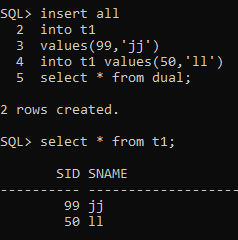 SQL> insert all
  2  into t1
  3  values(99,'jj')
  4  into t1 values(50,'ll')
  5  select * from dual;
2 rows created.
SQL> select * from t1;
       SID SNAME
---------- --------------------
        99 jj
        50 ll